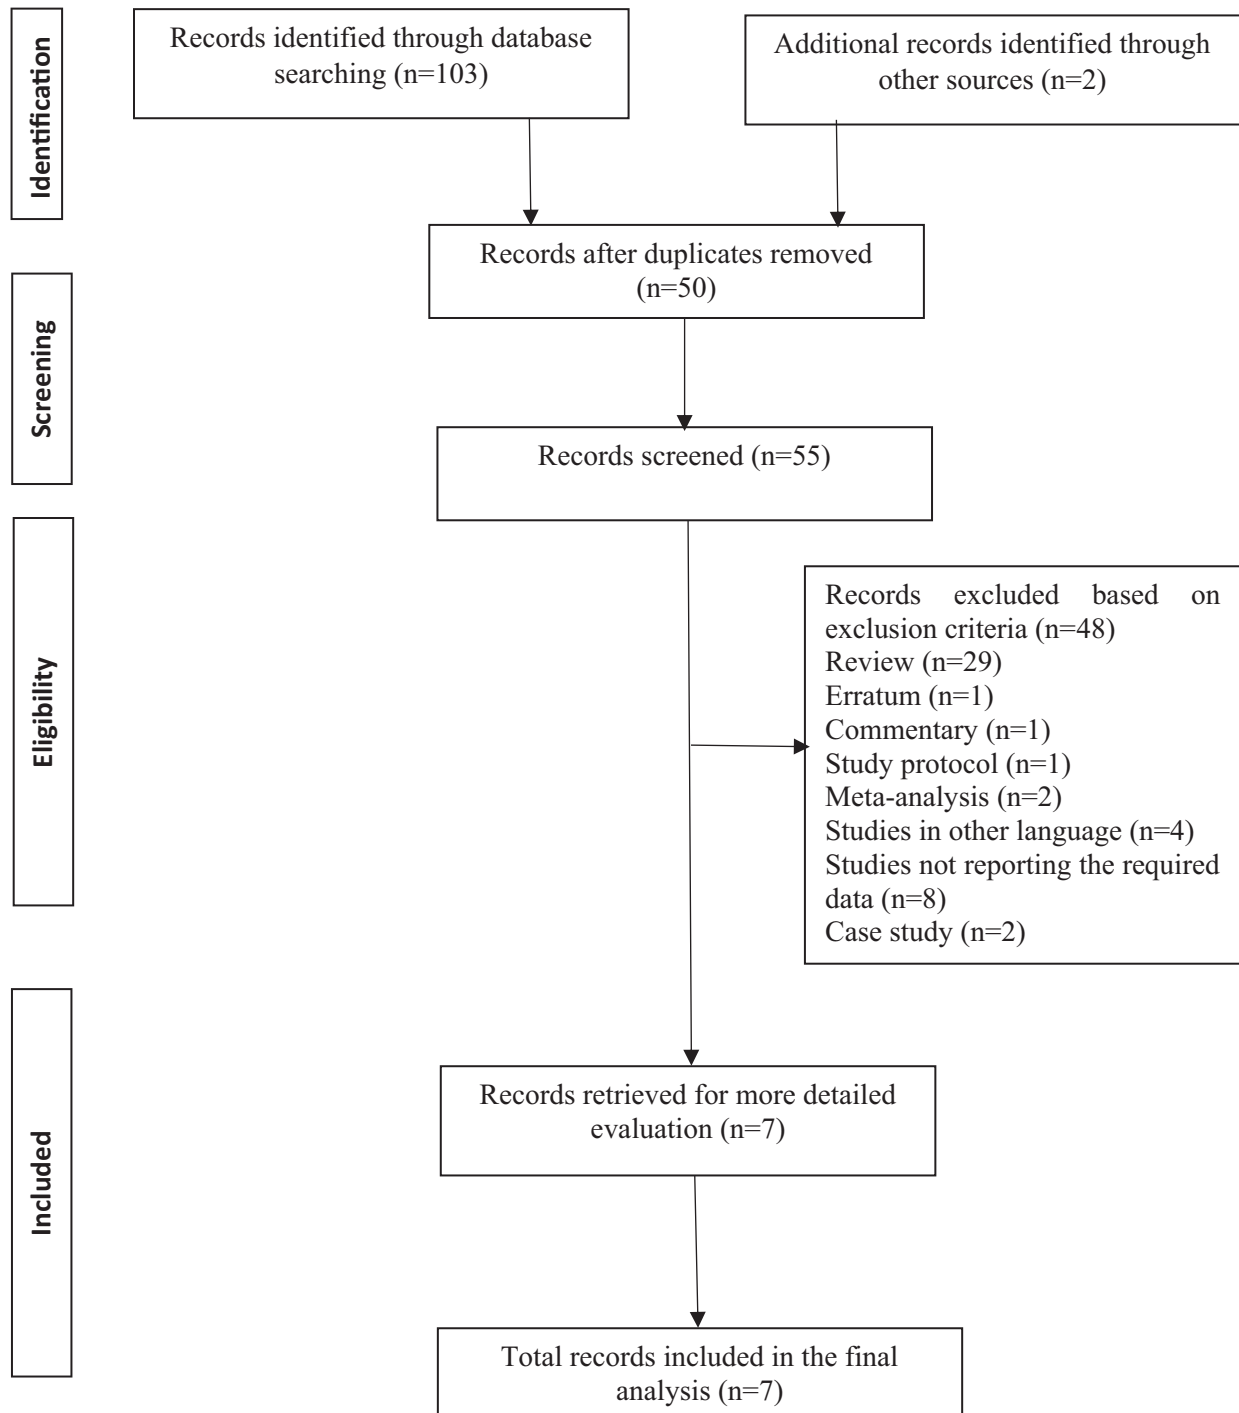 Identification
Records identified through database
searching (n=103)
Additional records identified through
other sources (n=2)
Records after duplicates removed
(n=50)
Screening
Records screened (n=55)
Eligibility
Records excluded based on
exclusion criteria (n=48)
Review (n=29)
Erratum (n=1)
Commentary (n=1)
Study protocol (n=1)
Meta-analysis (n=2)
Studies in other language (n=4)
Studies not reporting the required
data (n=8)
Case study (n=2)
Included
Records retrieved for more detailed
evaluation (n=7)
Total records included in the final
analysis (n=7)